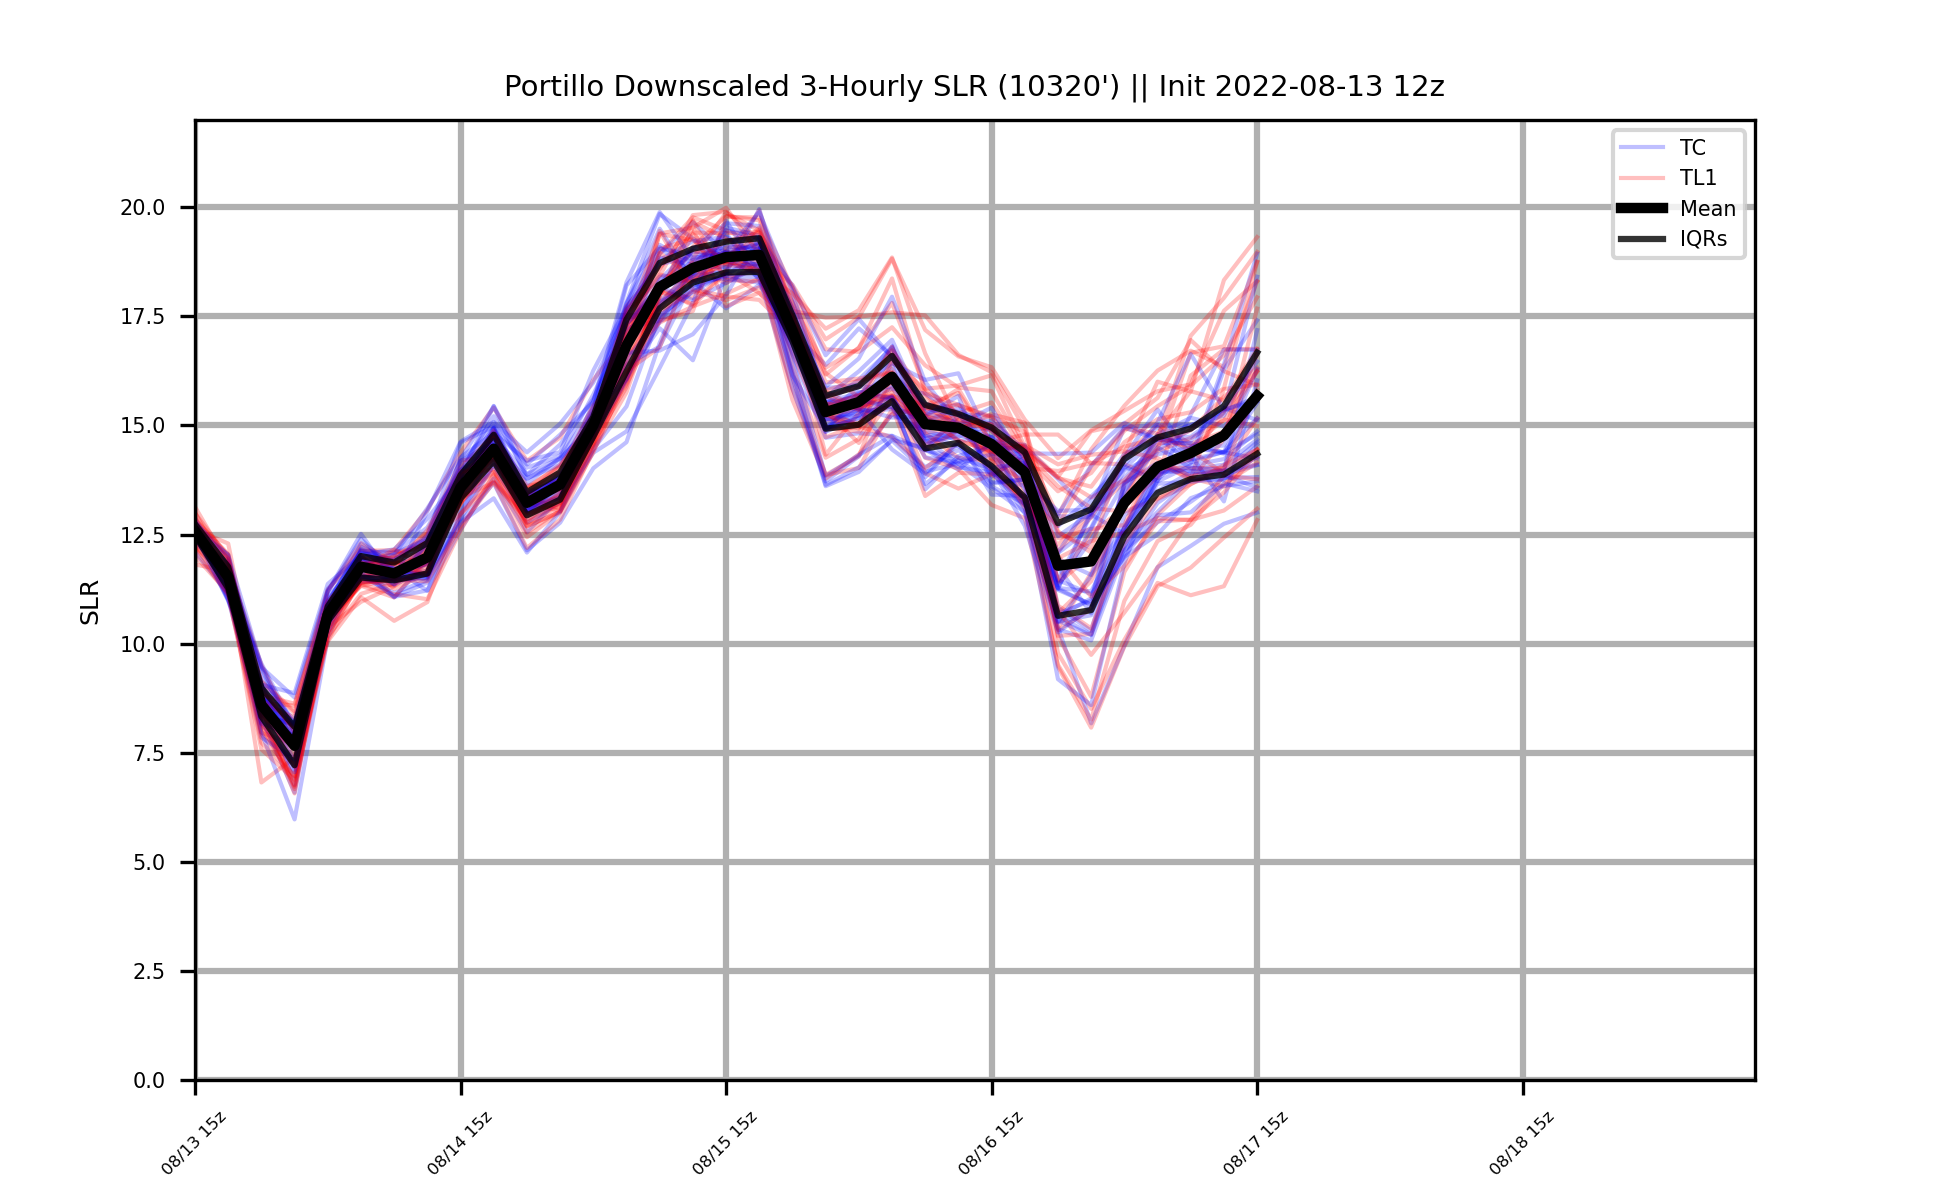 Portillo Downscaled 3-Hourly SLR (10320') || Init 2022-08-13 12z
TC
TL1
Mean
IQRs
SLR
20.0
17.5
15.0
12.5
10.0
7.5
5.0
2.5
0.0
08/13 15z
08/14 15z
08/15 15z
08/16 15z
08/17 15z
08/18 15z